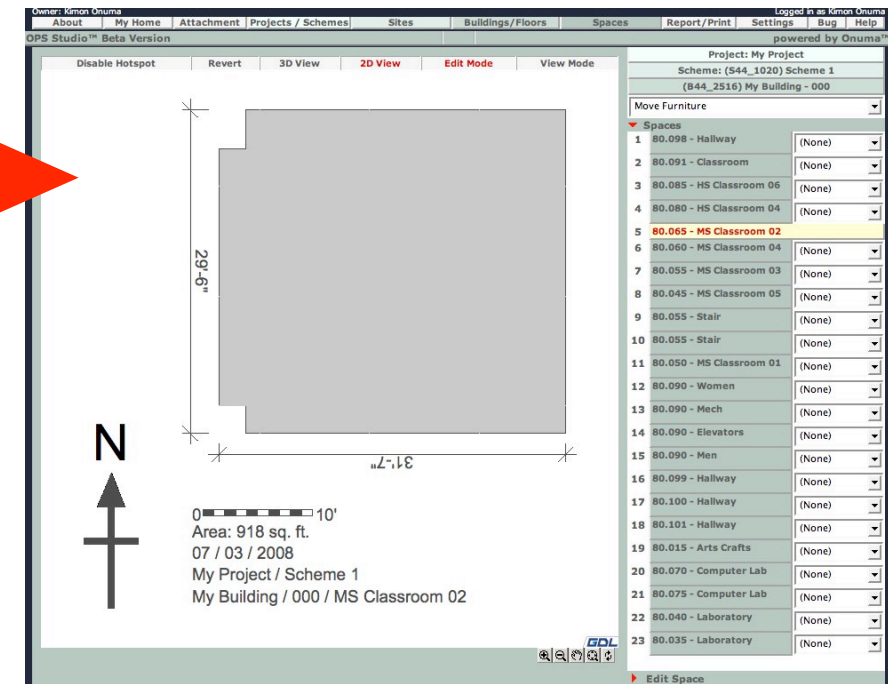 Owner: Kimon Onuma
Logged in as Kimon Onuma
About My Home Attachment Projects / Schemes Sites Buildings/Floors Spaces Report/Print Settings Bug Help
OPS Studio™ Beta Version
powered by Onuma™
Disable Hotspot Revert 3D View 2D View Edit Mode View Mode
29'-6"
31'-7"
N
0 10'
Area: 918 sq. ft.
07 / 03 / 2008
My Project / Scheme 1
My Building / 000 / MS Classroom 02
GDL
Project: My Project
Scheme: (S44_1020) Scheme 1
(B44_2516) My Building - 000
Move Furniture
Spaces
1 80.098 - Hallway (None)
2 80.091 - Classroom (None)
3 80.085 - HS Classroom 06 (None)
4 80.080 - HS Classroom 04 (None)
5 80.065 - MS Classroom 02
6 80.060 - MS Classroom 04 (None)
7 80.055 - MS Classroom 03 (None)
8 80.045 - MS Classroom 05 (None)
9 80.055 - Stair (None)
10 80.055 - Stair (None)
11 80.050 - MS Classroom 01 (None)
12 80.090 - Women (None)
13 80.090 - Mech (None)
14 80.090 - Elevators (None)
15 80.090 - Men (None)
16 80.099 - Hallway (None)
17 80.100 - Hallway (None)
18 80.101 - Hallway (None)
19 80.015 - Arts Crafts (None)
20 80.070 - Computer Lab (None)
21 80.075 - Computer Lab (None)
22 80.040 - Laboratory (None)
23 80.035 - Laboratory (None)
Edit Space